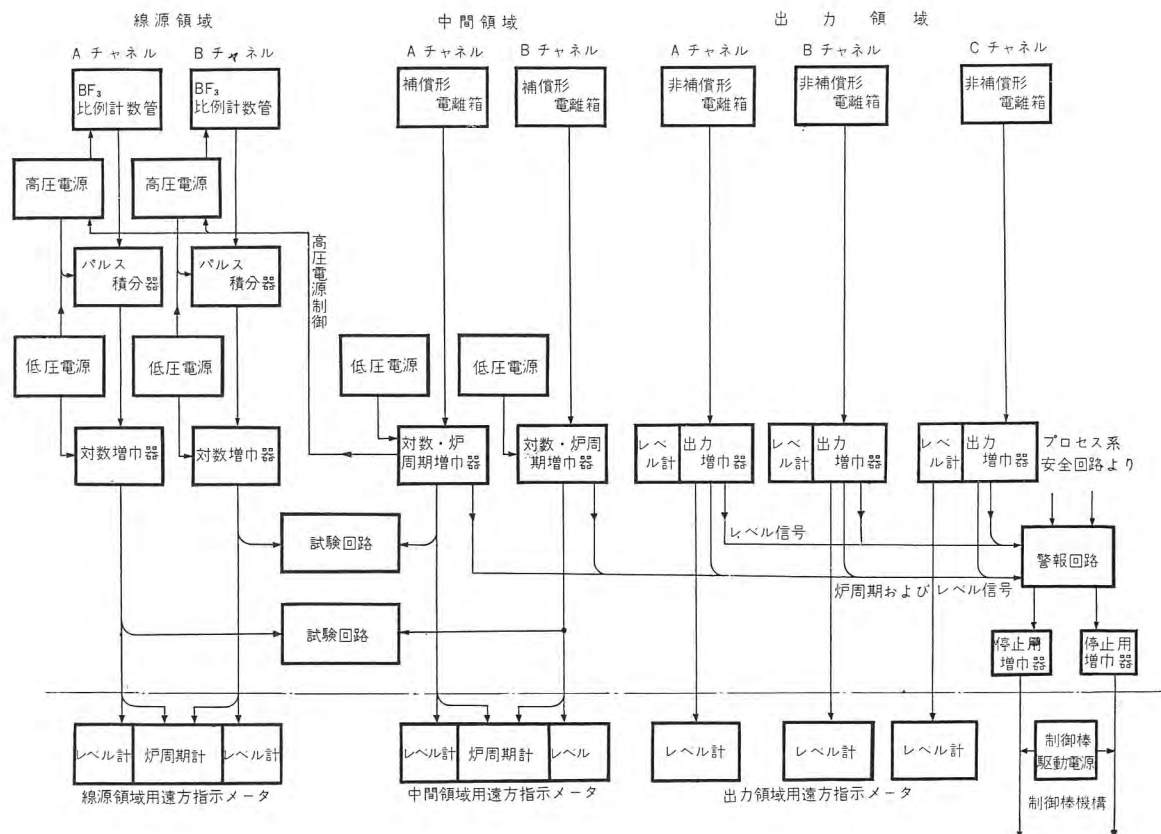 線源領域
中間領域
出力領域
Aチャネル
Bチャネル
Aチャネル
Bチャネル
Aチャネル
Bチャネル
Cチャネル
BF₃
比例計数管
BF₃
比例計数管
補償形
電離箱
補償形
電離箱
非補償形
電離箱
非補償形
電離箱
非補償形
電離箱
高圧電源
高圧電源
高圧電源制御
パルス
積分器
パルス
積分器
低圧電源
低圧電源
低圧電源
低圧電源
対数増巾器
対数増巾器
対数・炉
周期増巾器
対数・炉周
期増巾器
レベ
ル計
出力
増巾器
レベ
ル計
出力
増巾器
レベ
ル計
出力
増巾器
プロセス系
安全回路より
試験回路
レベル信号
警報回路
炉周期およびレベル信号
試験回路
停止用
増巾器
停止用
増巾器
レベル計
炉周期計
レベル計
レベル計
炉周期計
レベル
レベル計
レベル計
レベル計
制御棒
駆動電源
線源領域用遠方指示メータ
中間領域用遠方指示メータ
出力領域用遠方指示メータ
制御棒機構